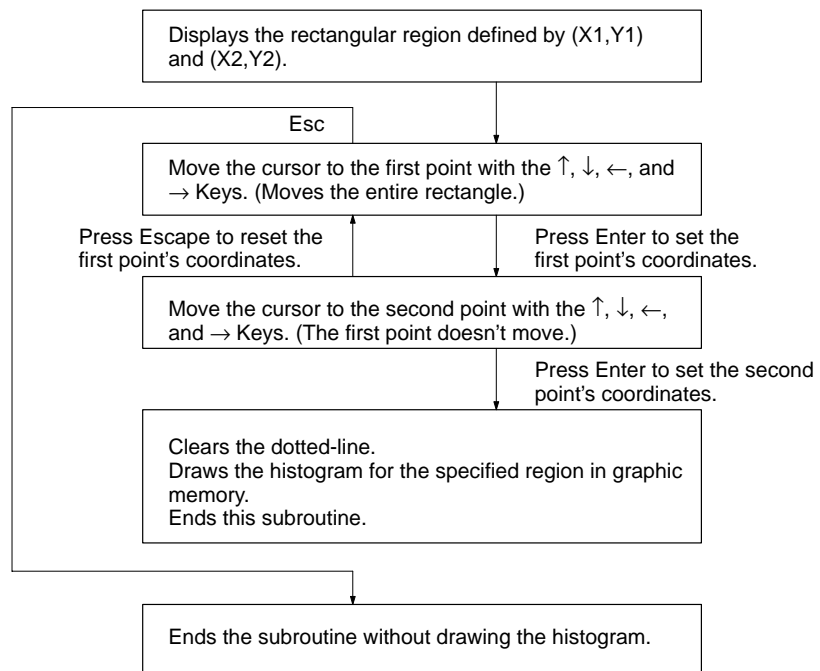 Displays the rectangular region defined by (X1,Y1)
and (X2,Y2).
Esc
Move the cursor to the first point with the ↑, ↓, ←, and
→ Keys. (Moves the entire rectangle.)
Press Escape to reset the
first point's coordinates.
Press Enter to set the
first point's coordinates.
Move the cursor to the second point with the ↑, ↓, ←,
and → Keys. (The first point doesn't move.)
Press Enter to set the second
point's coordinates.
Clears the dotted-line.
Draws the histogram for the specified region in graphic
memory.
Ends this subroutine.
Ends the subroutine without drawing the histogram.